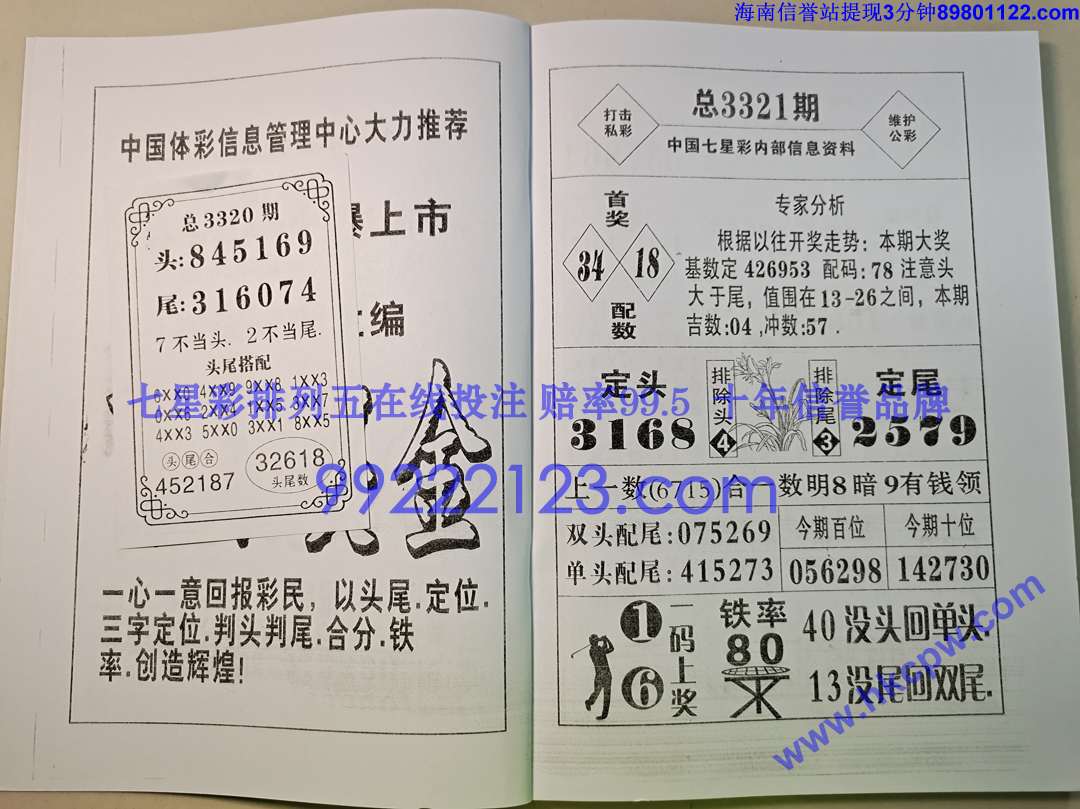 海南信誉站提现3分钟89801122.com
中国体彩信息管理中心大力推荐
上市
编
金
总3320期
头:845169
尾:316074
7不当头. 2不当尾.
头尾搭配
4XX9 9XX6 1XX3
0XX6 2XX4 1XX5 3XX7
4XX3 5XX0 3XX1 8XX5
头尾合
452187
32618
头尾数
一心一意回报彩民，以头尾.定位.
三字定位.判头判尾.合分.铁
率.创造辉煌!
打击
私彩
总3321期
维护
公彩
中国七星彩内部信息资料
首奖
34 18
配数
专家分析
根据以往开奖走势：本期大奖
基数定 426953 配码:78 注意头
大于尾，值围在13-26之间，本期
吉数:04 ,冲数:57 .
定头
3168
排除头4
排除尾3
定尾
2579
上一数(6715)合一数明8暗9有钱领
双头配尾:075269
单头配尾:415273
今期百位
056298
今期十位
142730
1
6
一码上奖
铁率
80
40没头回单头.
13没尾回双尾.
七星彩排列五在线投注 赔率99.5 十年信誉品牌
99222123.com
www.hkcpw.com